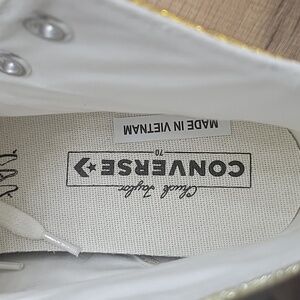 Chuck Taylor
CONVERSE
70
MADE IN VIETNAM